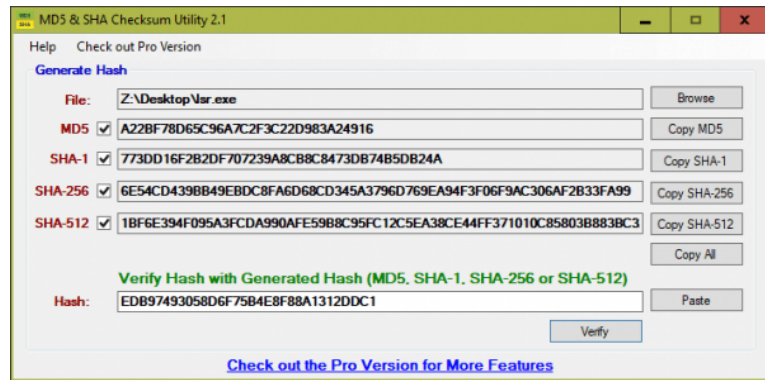 MD5 & SHA Checksum Utility 2.1
Help Check out Pro Version
Generate Hash
File: Z:\Desktop\lsr.exe Browse
MD5 A22BF78D65C96A7C2F3C22D983A24916 Copy MD5
SHA-1 773DD16F2B2DF707239A8CB8C8473DB74B5DB24A Copy SHA-1
SHA-256 6E54CD439BB49EBDC8FA6D68CD345A3796D769EA94F3F06F9AC306AF2B33FA99 Copy SHA-256
SHA-512 1BF6E394F095A3FCDA990AFE59B8C95FC12C5EA38CE44FF371010C85803B883BC3 Copy SHA-512
Copy All
Verify Hash with Generated Hash (MD5, SHA-1, SHA-256 or SHA-512)
Hash: EDB97493058D6F75B4E8F88A1312DDC1 Paste
Verify
Check out the Pro Version for More Features